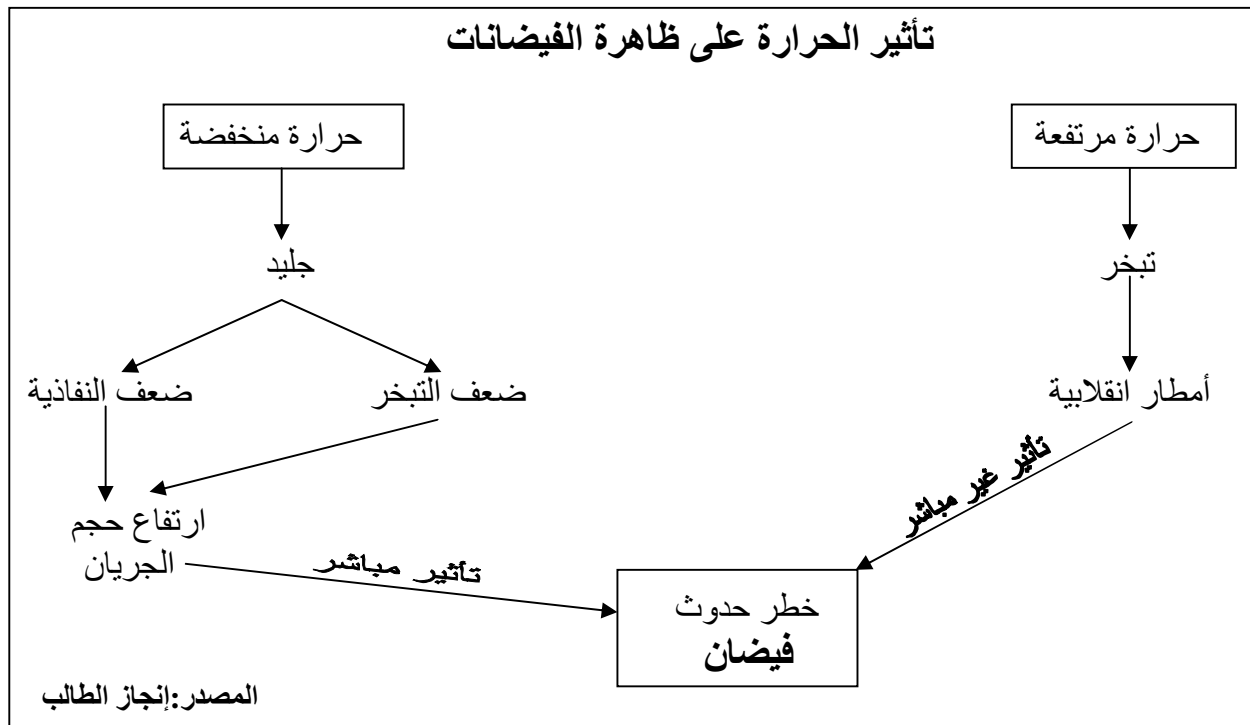 تأثير الحرارة على ظاهرة الفيضانات
حرارة مرتفعة
حرارة منخفضة
تبخر
جليد
أمطار انقلابية
ضعف التبخر
ضعف النفاذية
تأثير غير مباشر
ارتفاع حجم
الجريان
تأثير مباشر
خطر حدوث
فيضان
المصدر:إنجاز الطالب